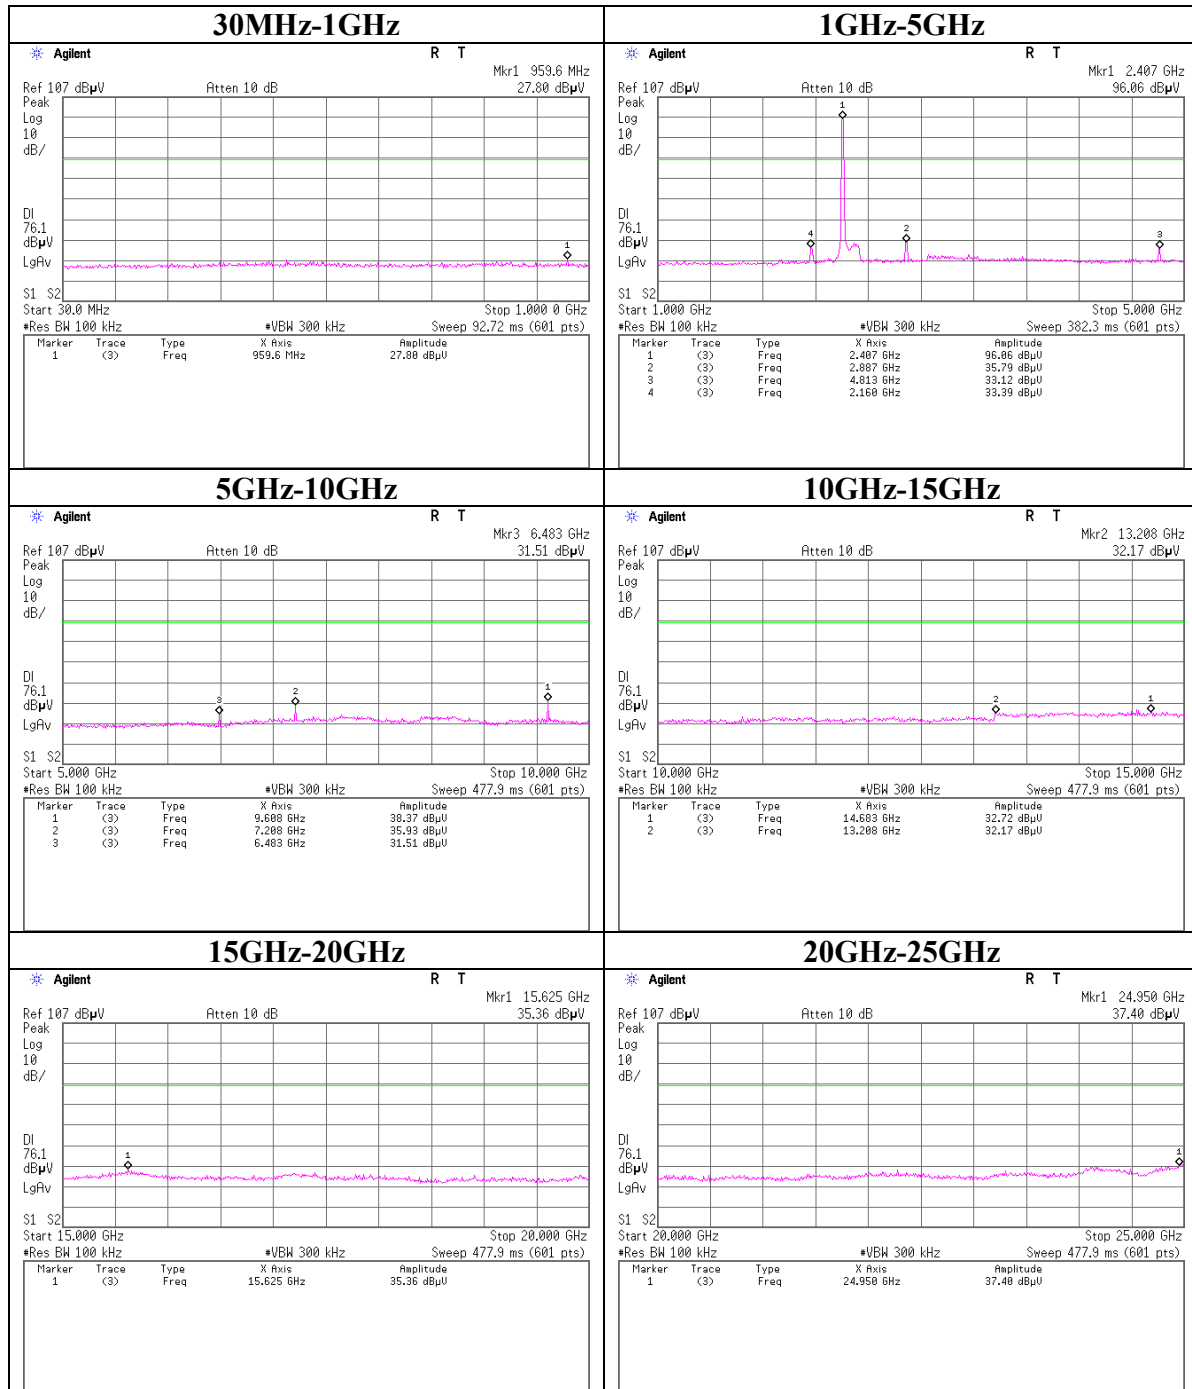 30MHz-1GHz
Agilent R T
Mkr1 959.6 MHz
Ref 107 dBµV Atten 10 dB 27.80 dBµV
Peak
Log
10
dB/
DI
76.1
dBµV
LgAv
1
S1 S2
Start 30.0 MHz Stop 1.000 0 GHz
#Res BW 100 kHz #VBW 300 kHz Sweep 92.72 ms (601 pts)
Marker Trace Type X Axis Amplitude
1 (3) Freq 959.6 MHz 27.80 dBµV
1GHz-5GHz
Agilent R T
Mkr1 2.407 GHz
Ref 107 dBµV Atten 10 dB 96.06 dBµV
Peak
Log
10
dB/
1
DI
76.1
dBµV
LgAv
4 2 3
S1 S2
Start 1.000 GHz Stop 5.000 GHz
#Res BW 100 kHz #VBW 300 kHz Sweep 382.3 ms (601 pts)
Marker Trace Type X Axis Amplitude
1 (3) Freq 2.407 GHz 96.06 dBµV
2 (3) Freq 2.887 GHz 35.79 dBµV
3 (3) Freq 4.813 GHz 33.12 dBµV
4 (3) Freq 2.160 GHz 33.39 dBµV
5GHz-10GHz
Agilent R T
Mkr3 6.483 GHz
Ref 107 dBµV Atten 10 dB 31.51 dBµV
Peak
Log
10
dB/
DI
76.1
dBµV
LgAv
3 2 1
S1 S2
Start 5.000 GHz Stop 10.000 GHz
#Res BW 100 kHz #VBW 300 kHz Sweep 477.9 ms (601 pts)
Marker Trace Type X Axis Amplitude
1 (3) Freq 9.608 GHz 38.37 dBµV
2 (3) Freq 7.208 GHz 35.93 dBµV
3 (3) Freq 6.483 GHz 31.51 dBµV
10GHz-15GHz
Agilent R T
Mkr2 13.208 GHz
Ref 107 dBµV Atten 10 dB 32.17 dBµV
Peak
Log
10
dB/
DI
76.1
dBµV
LgAv
2 1
S1 S2
Start 10.000 GHz Stop 15.000 GHz
#Res BW 100 kHz #VBW 300 kHz Sweep 477.9 ms (601 pts)
Marker Trace Type X Axis Amplitude
1 (3) Freq 14.683 GHz 32.72 dBµV
2 (3) Freq 13.208 GHz 32.17 dBµV
15GHz-20GHz
Agilent R T
Mkr1 15.625 GHz
Ref 107 dBµV Atten 10 dB 35.36 dBµV
Peak
Log
10
dB/
DI
76.1
dBµV
LgAv
1
S1 S2
Start 15.000 GHz Stop 20.000 GHz
#Res BW 100 kHz #VBW 300 kHz Sweep 477.9 ms (601 pts)
Marker Trace Type X Axis Amplitude
1 (3) Freq 15.625 GHz 35.36 dBµV
20GHz-25GHz
Agilent R T
Mkr1 24.950 GHz
Ref 107 dBµV Atten 10 dB 37.40 dBµV
Peak
Log
10
dB/
DI
76.1
dBµV
LgAv
1
S1 S2
Start 20.000 GHz Stop 25.000 GHz
#Res BW 100 kHz #VBW 300 kHz Sweep 477.9 ms (601 pts)
Marker Trace Type X Axis Amplitude
1 (3) Freq 24.950 GHz 37.40 dBµV